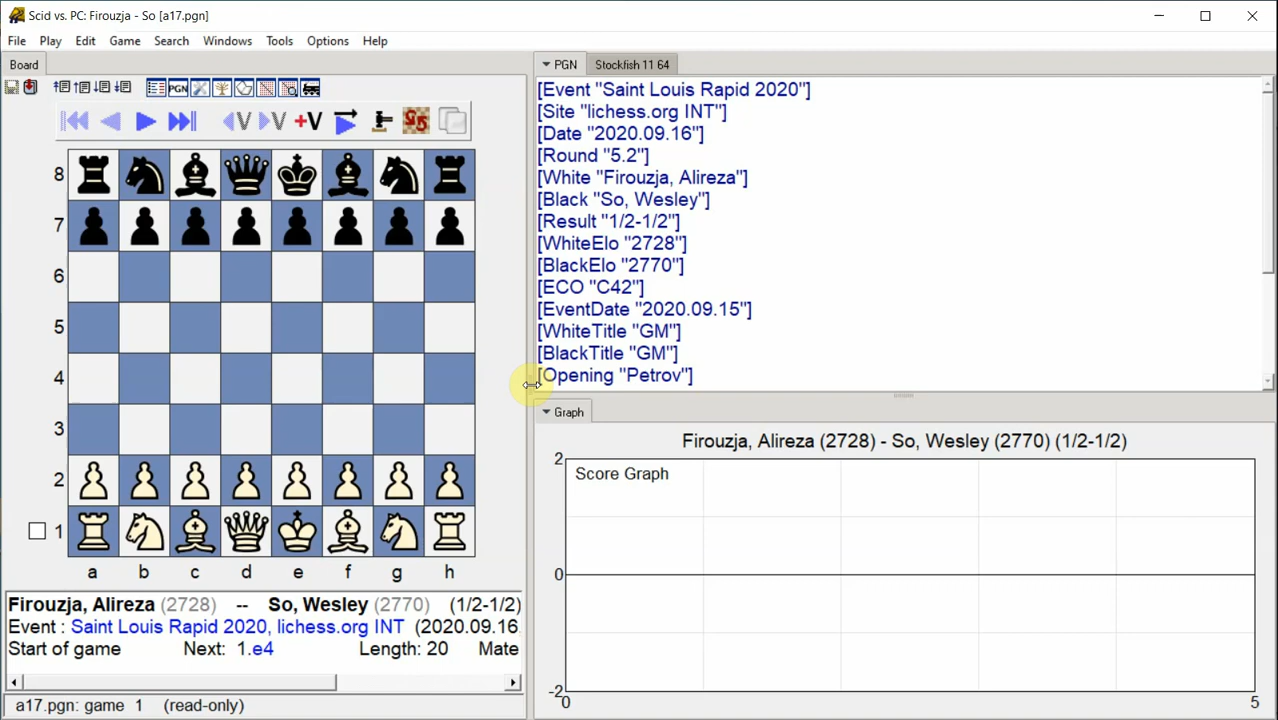 Scid vs. PC: Firouzja - So [a17.pgn]
File Play Edit Game Search Windows Tools Options Help
Board
PGN
V V +V
8
7
6
5
4
3
2
1
a b c d e f g h
Firouzja, Alireza (2728) -- So, Wesley (2770) (1/2-1/2)
Event : Saint Louis Rapid 2020, lichess.org INT (2020.09.16
Start of game Next: 1.e4 Length: 20 Mate
a17.pgn: game 1 (read-only)
PGN Stockfish 11 64
[Event "Saint Louis Rapid 2020"]
[Site "lichess.org INT"]
[Date "2020.09.16"]
[Round "5.2"]
[White "Firouzja, Alireza"]
[Black "So, Wesley"]
[Result "1/2-1/2"]
[WhiteElo "2728"]
[BlackElo "2770"]
[ECO "C42"]
[EventDate "2020.09.15"]
[WhiteTitle "GM"]
[BlackTitle "GM"]
[Opening "Petrov"]
Graph
Firouzja, Alireza (2728) - So, Wesley (2770) (1/2-1/2)
2
Score Graph
0
-2
0 5